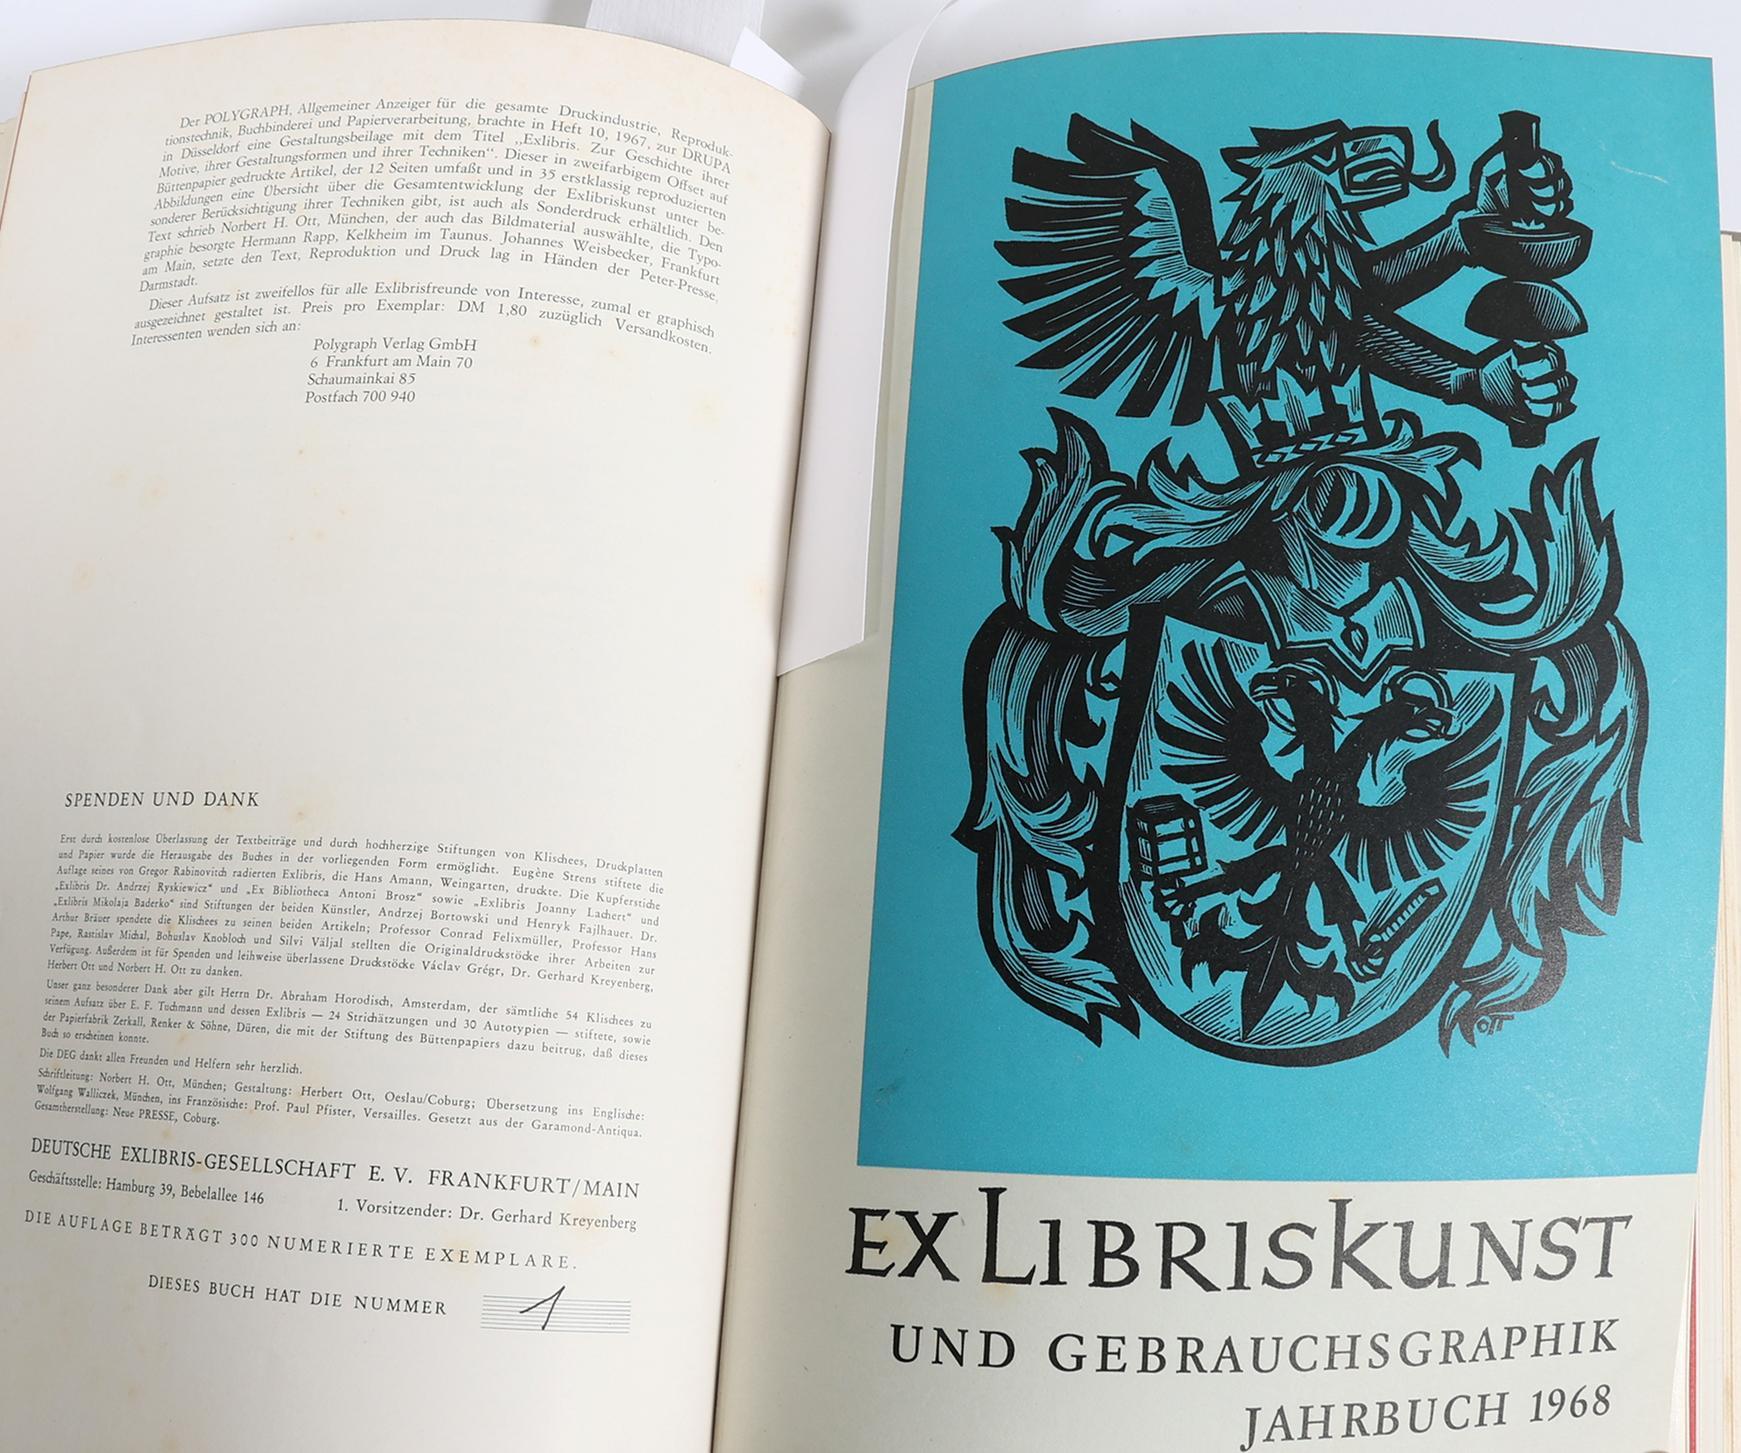 Der POLYGRAPH, Allgemeiner Anzeiger für die gesamte Druckindustrie, Reproduk-
tionstechnik, Buchbinderei und Papierverarbeitung, brachte in Heft 10, 1967, zur DRUPA
in Düsseldorf eine Gestaltungsbeilage mit dem Titel „Exlibris. Zur Geschichte ihrer
Motive, ihrer Gestaltungsformen und ihrer Techniken“. Dieser in zweifarbigem Offset auf
Büttenpapier gedruckte Artikel, der 12 Seiten umfaßt und in 35 erstklassig reproduzierten
Abbildungen eine Übersicht über die Gesamtentwicklung der Exlibriskunst unter be-
sonderer Berücksichtigung ihrer Techniken gibt, ist auch als Sonderdruck erhältlich. Den
Text schrieb Norbert H. Ott, München, der auch das Bildmaterial auswählte, die Typo-
graphie besorgte Hermann Rapp, Kelkheim im Taunus. Johannes Weisbecker, Frankfurt
am Main, setzte den Text, Reproduktion und Druck lag in Händen der Peter-Presse,
Darmstadt.
Dieser Aufsatz ist zweifellos für alle Exlibrisfreunde von Interesse, zumal er graphisch
ausgezeichnet gestaltet ist. Preis pro Exemplar: DM 1,80 zuzüglich Versandkosten.
Interessenten wenden sich an:
Polygraph Verlag GmbH
6 Frankfurt am Main 70
Schaumainkai 85
Postfach 700 940
SPENDEN UND DANK
Erst durch kostenlose Überlassung der Textbeiträge und durch hochherzige Stiftungen von Klischees, Druckplatten
und Papier wurde die Herausgabe des Buches in der vorliegenden Form ermöglicht. Eugène Strens stiftete die
Auflage seines von Gregor Rabinovitch radierten Exlibris, die Hans Amann, Weingarten, druckte. Die Kupferstiche
„Exlibris Dr. Andrzej Ryskiewicz“ und „Ex Bibliotheca Antoni Brosz“ sowie „Exlibris Joanny Lachert“ und
„Exlibris Mikolaja Baderko“ sind Stiftungen der beiden Künstler, Andrzej Bortowski und Henryk Fajlhauer. Dr.
Arthur Bräuer spendete die Klischees zu seinen beiden Artikeln; Professor Conrad Felixmüller, Professor Hans
Pape, Rastislav Michal, Bohuslav Knobloch und Silvi Väljal stellten die Originaldruckstöcke ihrer Arbeiten zur
Verfügung. Außerdem ist für Spenden und leihweise überlassene Druckstöcke Václav Grégr, Dr. Gerhard Kreyenberg,
Herbert Ott und Norbert H. Ott zu danken.
Unser ganz besonderer Dank aber gilt Herrn Dr. Abraham Horodisch, Amsterdam, der sämtliche 54 Klischees zu
seinem Aufsatz über E. F. Tuchmann und dessen Exlibris — 24 Strichätzungen und 30 Autotypien — stiftete, sowie
der Papierfabrik Zerkall, Renker & Söhne, Düren, die mit der Stiftung des Büttenpapiers dazu beitrug, daß dieses
Buch so erscheinen konnte.
Die DEG dankt allen Freunden und Helfern sehr herzlich.
Schriftleitung: Norbert H. Ott, München; Gestaltung: Herbert Ott, Oeslau/Coburg; Übersetzung ins Englische:
Wolfgang Walliczek, München, ins Französische: Prof. Paul Pfister, Versailles. Gesetzt aus der Garamond-Antiqua.
Gesamtherstellung: Neue PRESSE, Coburg.
DEUTSCHE EXLIBRIS-GESELLSCHAFT E. V. FRANKFURT/MAIN
Geschäftsstelle: Hamburg 39, Bebelallee 146 1. Vorsitzender: Dr. Gerhard Kreyenberg
DIE AUFLAGE BETRÄGT 300 NUMERIERTE EXEMPLARE.
DIESES BUCH HAT DIE NUMMER 1
OTT
EXLIBRISKUNST
UND GEBRAUCHSGRAPHIK
JAHRBUCH 1968